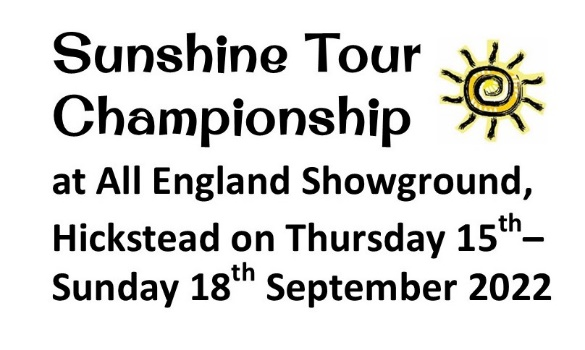 Sunshine Tour
Championship
at All England Showground,
Hickstead on Thursday 15th–
Sunday 18th September 2022